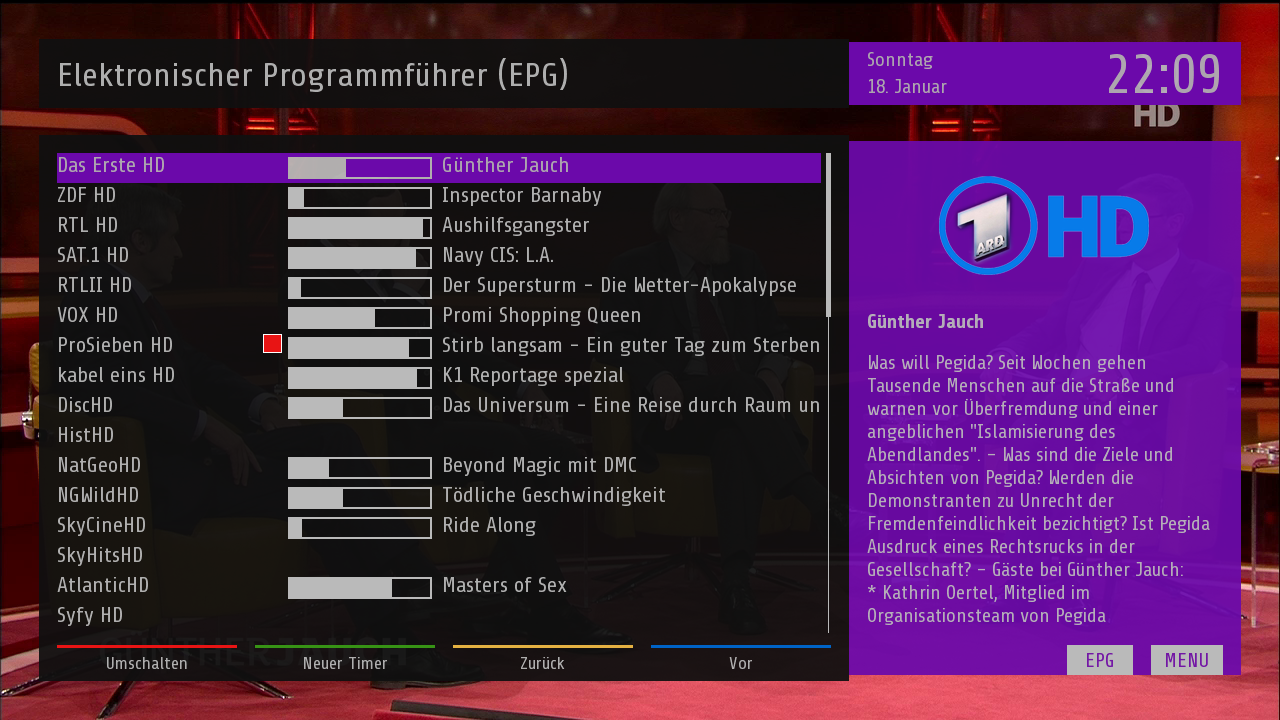 Elektronischer Programmführer (EPG)
Sonntag
18. Januar
22:09
HD
Das Erste HD Günther Jauch
ZDF HD Inspector Barnaby
RTL HD Aushilfsgangster
SAT.1 HD Navy CIS: L.A.
RTLII HD Der Supersturm - Die Wetter-Apokalypse
VOX HD Promi Shopping Queen
ProSieben HD Stirb langsam - Ein guter Tag zum Sterben
kabel eins HD K1 Reportage spezial
DiscHD Das Universum - Eine Reise durch Raum un
HistHD
NatGeoHD Beyond Magic mit DMC
NGWildHD Tödliche Geschwindigkeit
SkyCineHD Ride Along
SkyHitsHD
AtlanticHD Masters of Sex
Syfy HD
GÜNTHER JAUCH
Umschalten Neuer Timer Zurück Vor
1 ARD HD
Günther Jauch
Was will Pegida? Seit Wochen gehen
Tausende Menschen auf die Straße und
warnen vor Überfremdung und einer
angeblichen "Islamisierung des
Abendlandes". - Was sind die Ziele und
Absichten von Pegida? Werden die
Demonstranten zu Unrecht der
Fremdenfeindlichkeit bezichtigt? Ist Pegida
Ausdruck eines Rechtsrucks in der
Gesellschaft? - Gäste bei Günther Jauch:
* Kathrin Oertel, Mitglied im
Organisationsteam von Pegida
EPG MENU